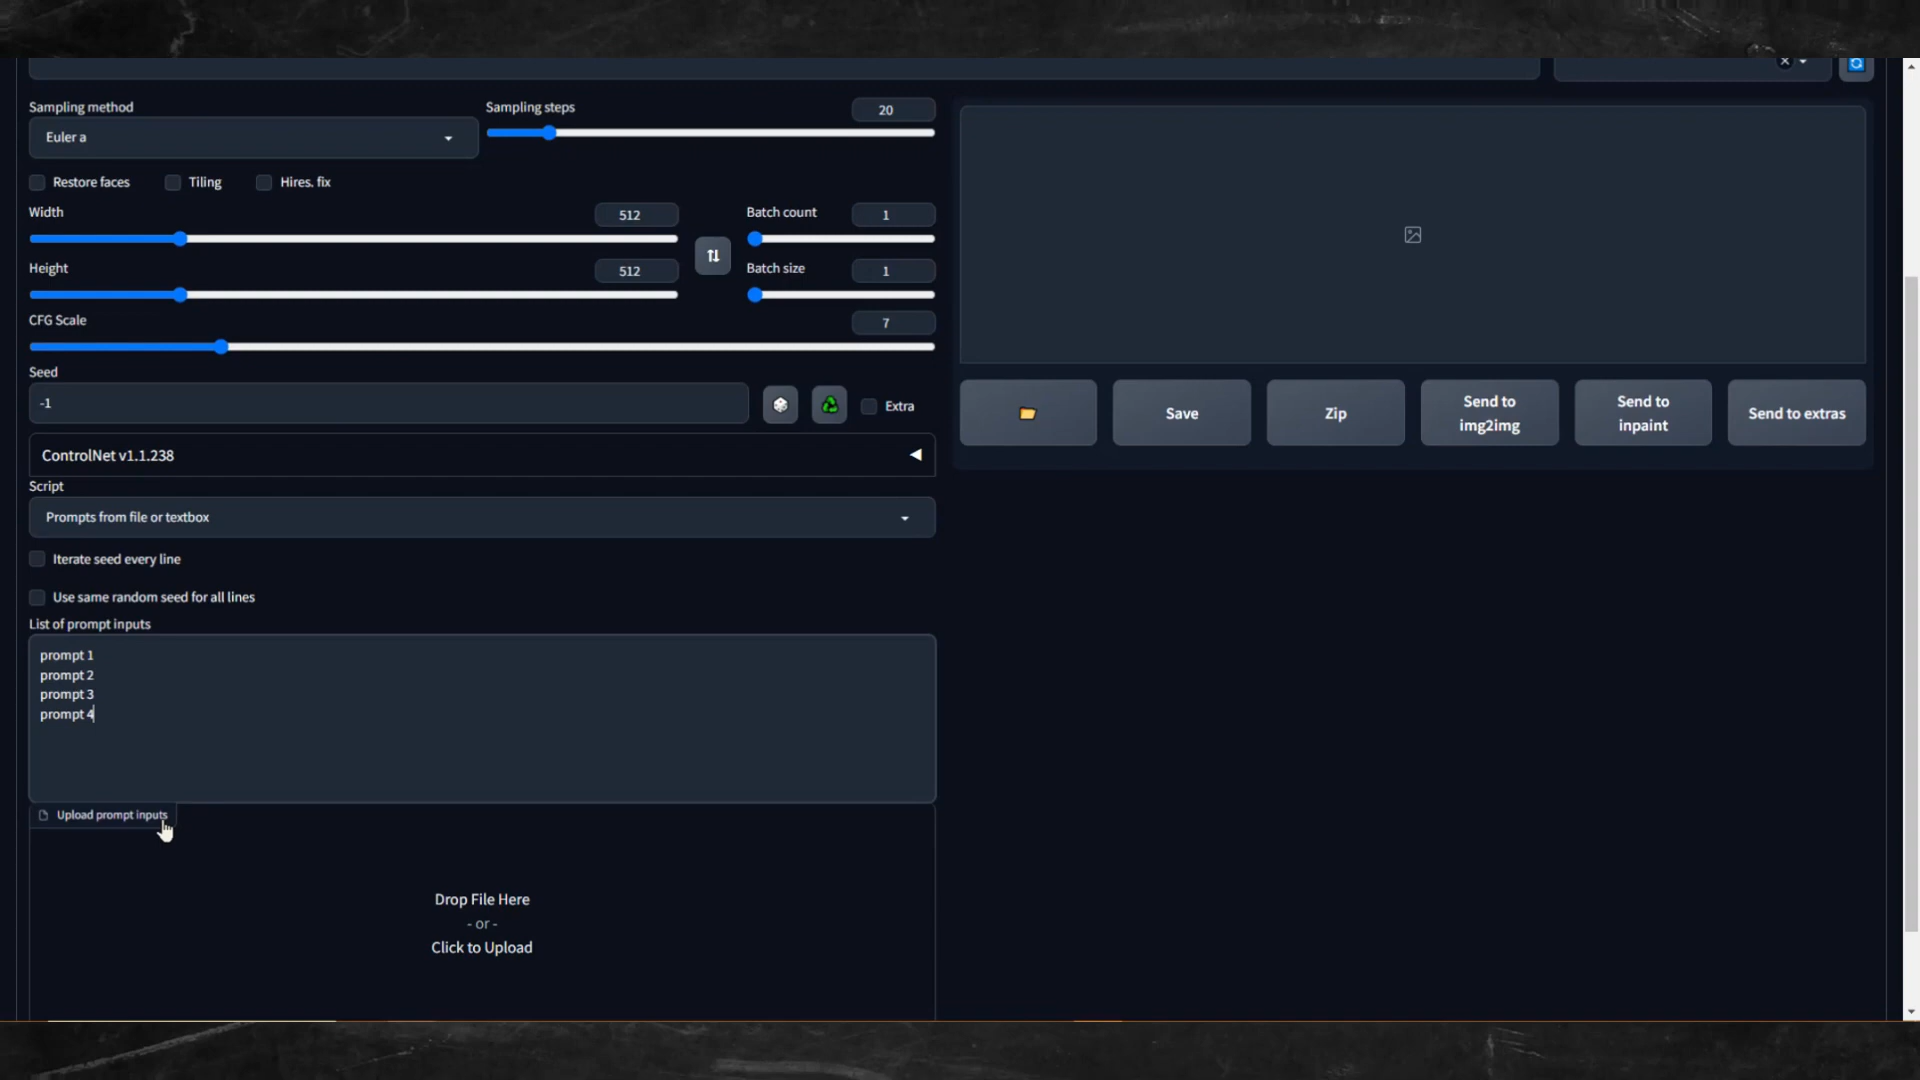 Sampling method
Sampling steps
20
Euler a
Restore faces
Tiling
Hires. fix
Width
512
Batch count
1
Height
512
Batch size
1
CFG Scale
7
Seed
-1
Extra
Save
Zip
Send to
img2img
Send to
inpaint
Send to extras
ControlNet v1.1.238
Script
Prompts from file or textbox
Iterate seed every line
Use same random seed for all lines
List of prompt inputs
prompt 1
prompt 2
prompt 3
prompt 4
Upload prompt inputs
Drop File Here
- or -
Click to Upload